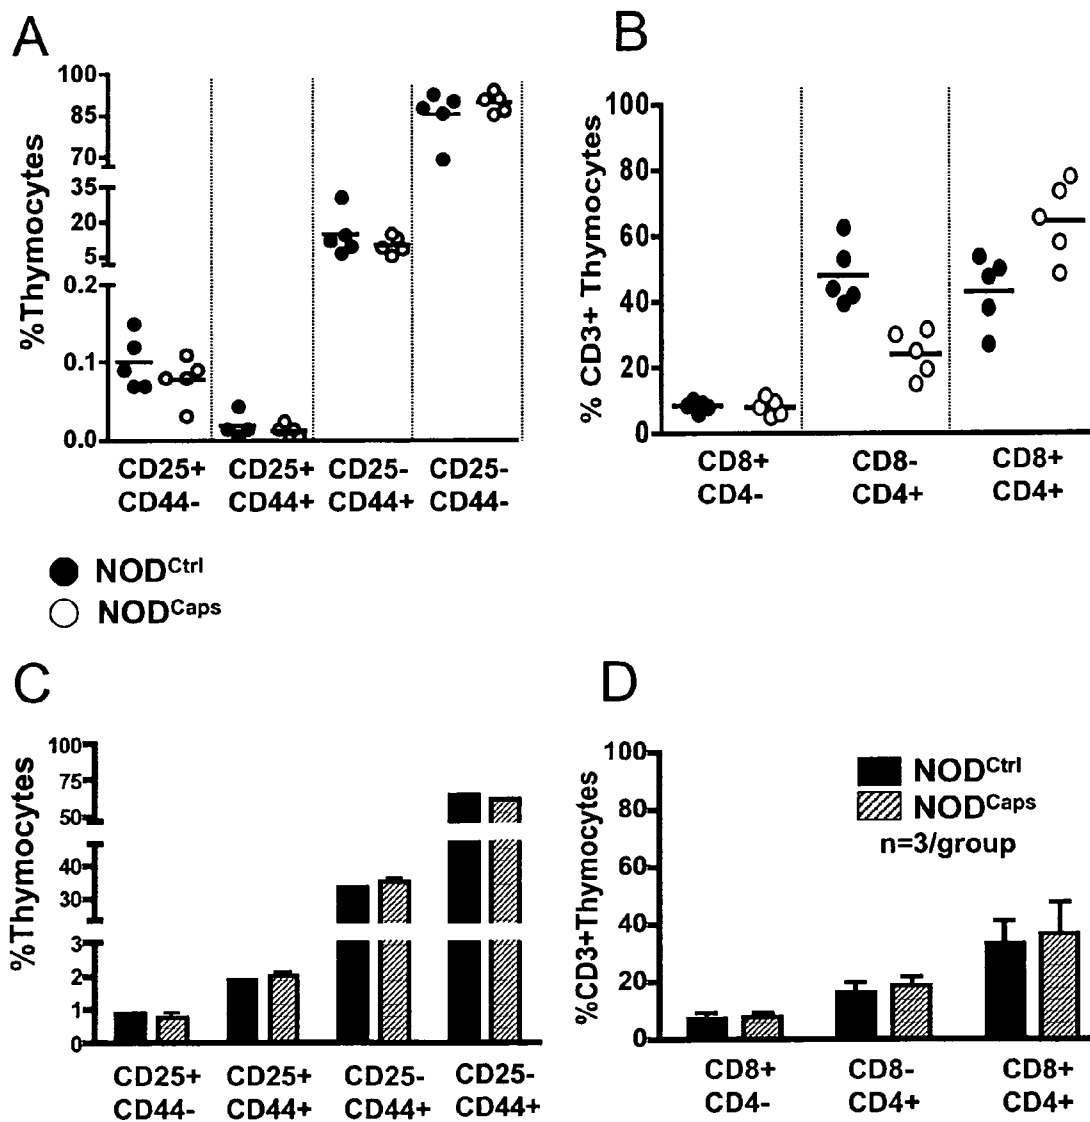 A
%Thymocytes
100
85
70
35
20
5
0.2
0.1
0.0
CD25+ CD25+ CD25- CD25-
CD44- CD44+ CD44+ CD44-
B
% CD3+ Thymocytes
100
80
60
40
20
0
CD8+ CD8- CD8+
CD4- CD4+ CD4+
NODCtrl
NODCaps
C
%Thymocytes
100
75
50
40
30
3
2
1
0
CD25+ CD25+ CD25- CD25-
CD44- CD44+ CD44+ CD44+
D
%CD3+Thymocytes
100
80
60
40
20
0
NODCtrl
NODCaps
n=3/group
CD8+ CD8- CD8+
CD4- CD4+ CD4+